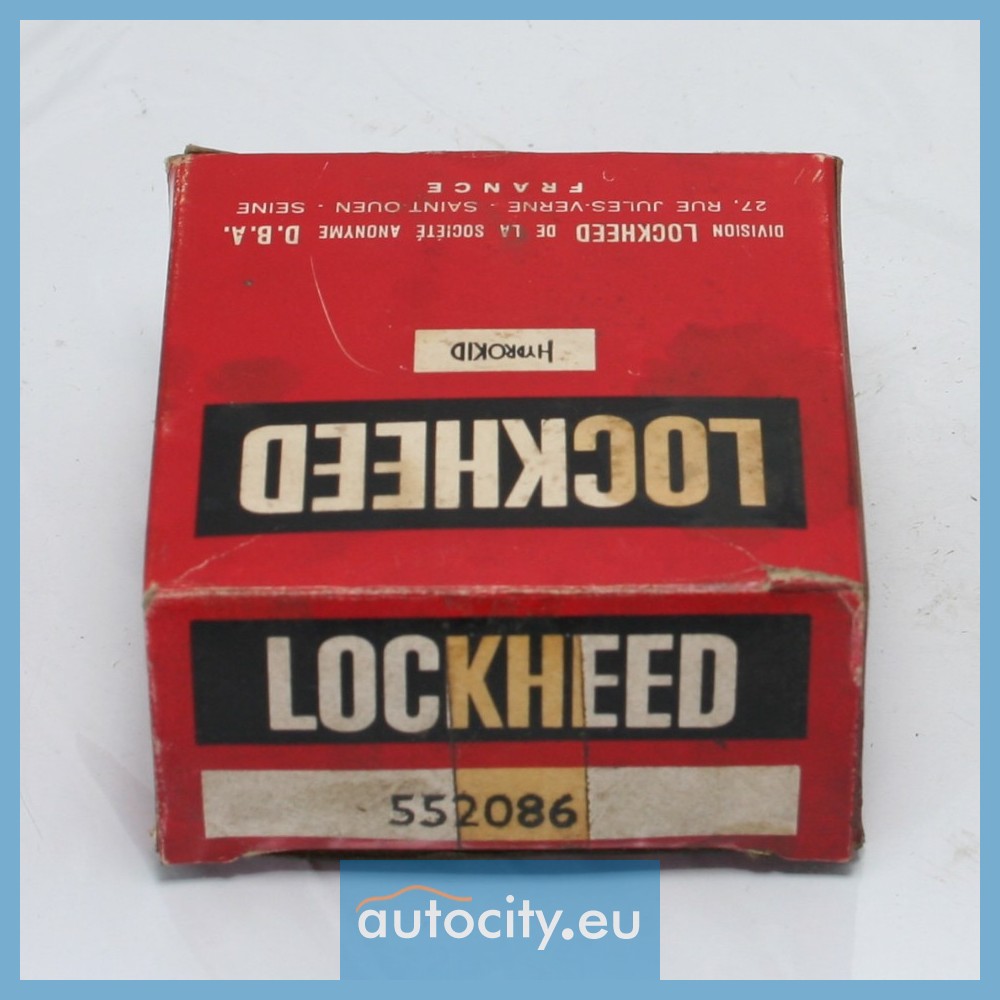 DIVISION LOCKHEED DE LA SOCIÉTÉ ANONYME D.B.A.
27, RUE JULES-VERNE - SAINT-OUEN - SEINE
FRANCE
HYDROKID
LOCKHEED
LOCKHEED
552086
autocity.eu